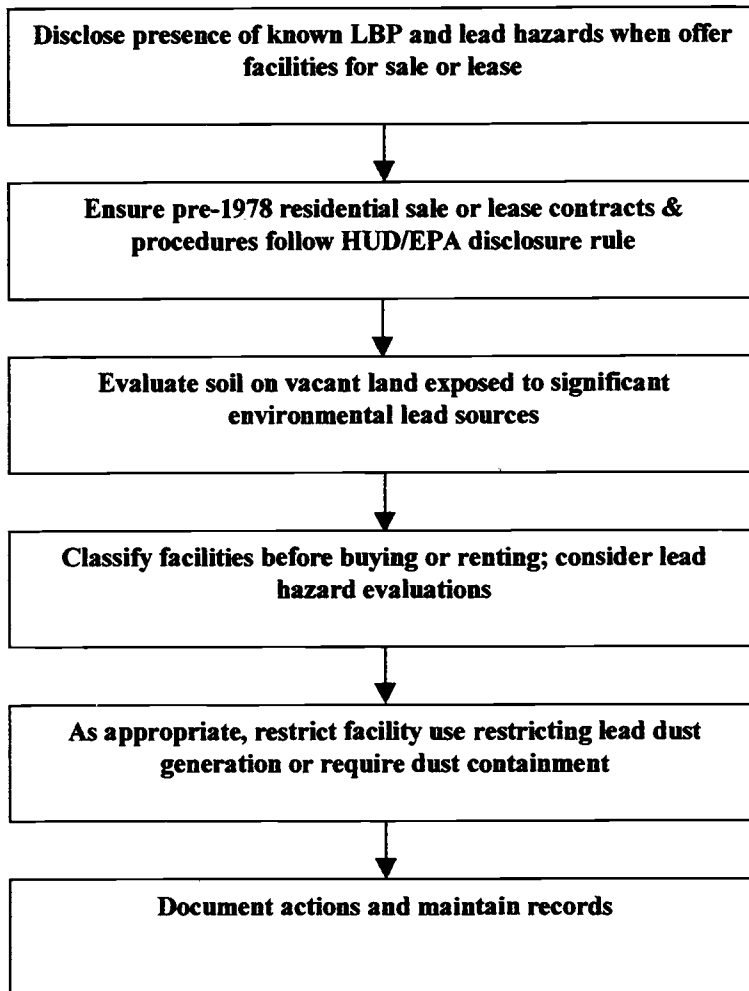 Disclose presence of known LBP and lead hazards when offer
facilities for sale or lease
Ensure pre-1978 residential sale or lease contracts &
procedures follow HUD/EPA disclosure rule
Evaluate soil on vacant land exposed to significant
environmental lead sources
Classify facilities before buying or renting; consider lead
hazard evaluations
As appropriate, restrict facility use restricting lead dust
generation or require dust containment
Document actions and maintain records